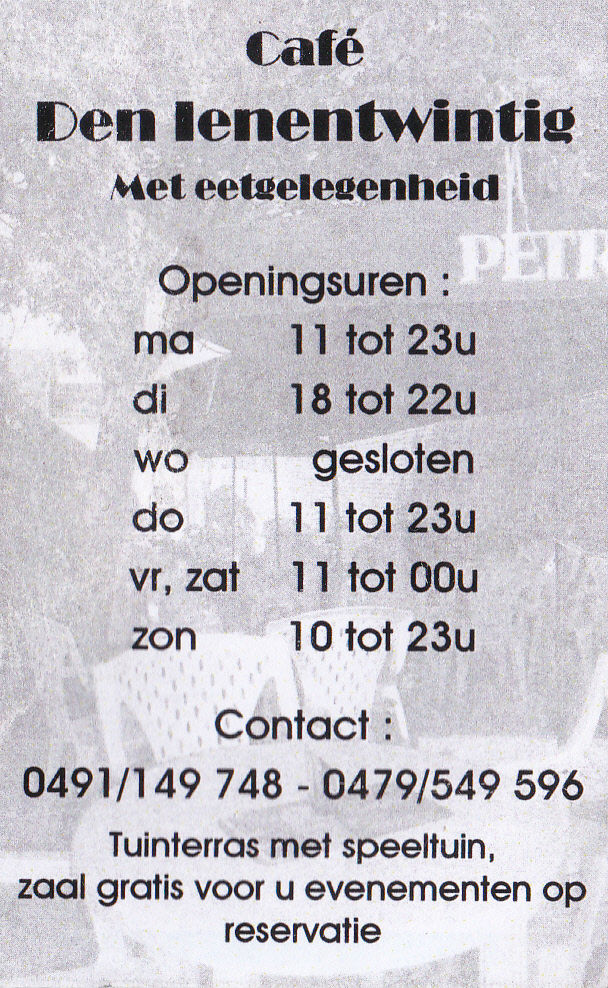 Café
Den Ienentwintig
Met eetgelegenheid
PETR
Openingsuren :
ma 11 tot 23u
di 18 tot 22u
wo gesloten
do 11 tot 23u
vr, zat 11 tot 00u
zon 10 tot 23u
Contact :
0491/149 748 - 0479/549 596
Tuinterras met speeltuin,
zaal gratis voor u evenementen op
reservatie